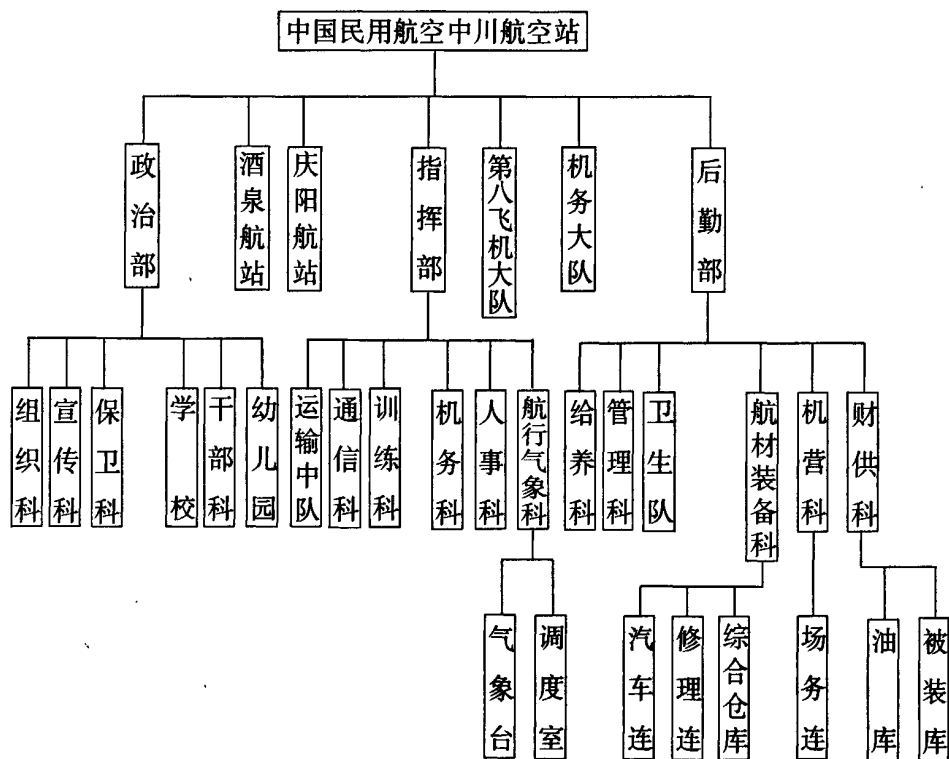 中国民用航空中川航空站
政治部
酒泉航站
庆阳航站
指挥部
第八飞机大队
机务大队
后勤部
组织科
宣传科
保卫科
学校
干部科
幼儿园
运输中队
通信科
训练科
机务科
人事科
航行气象科
给养科
管理科
卫生队
航材装备科
机营科
财供科
气象台
调度室
汽车连
修理连
综合仓库
场务连
油库
被装库